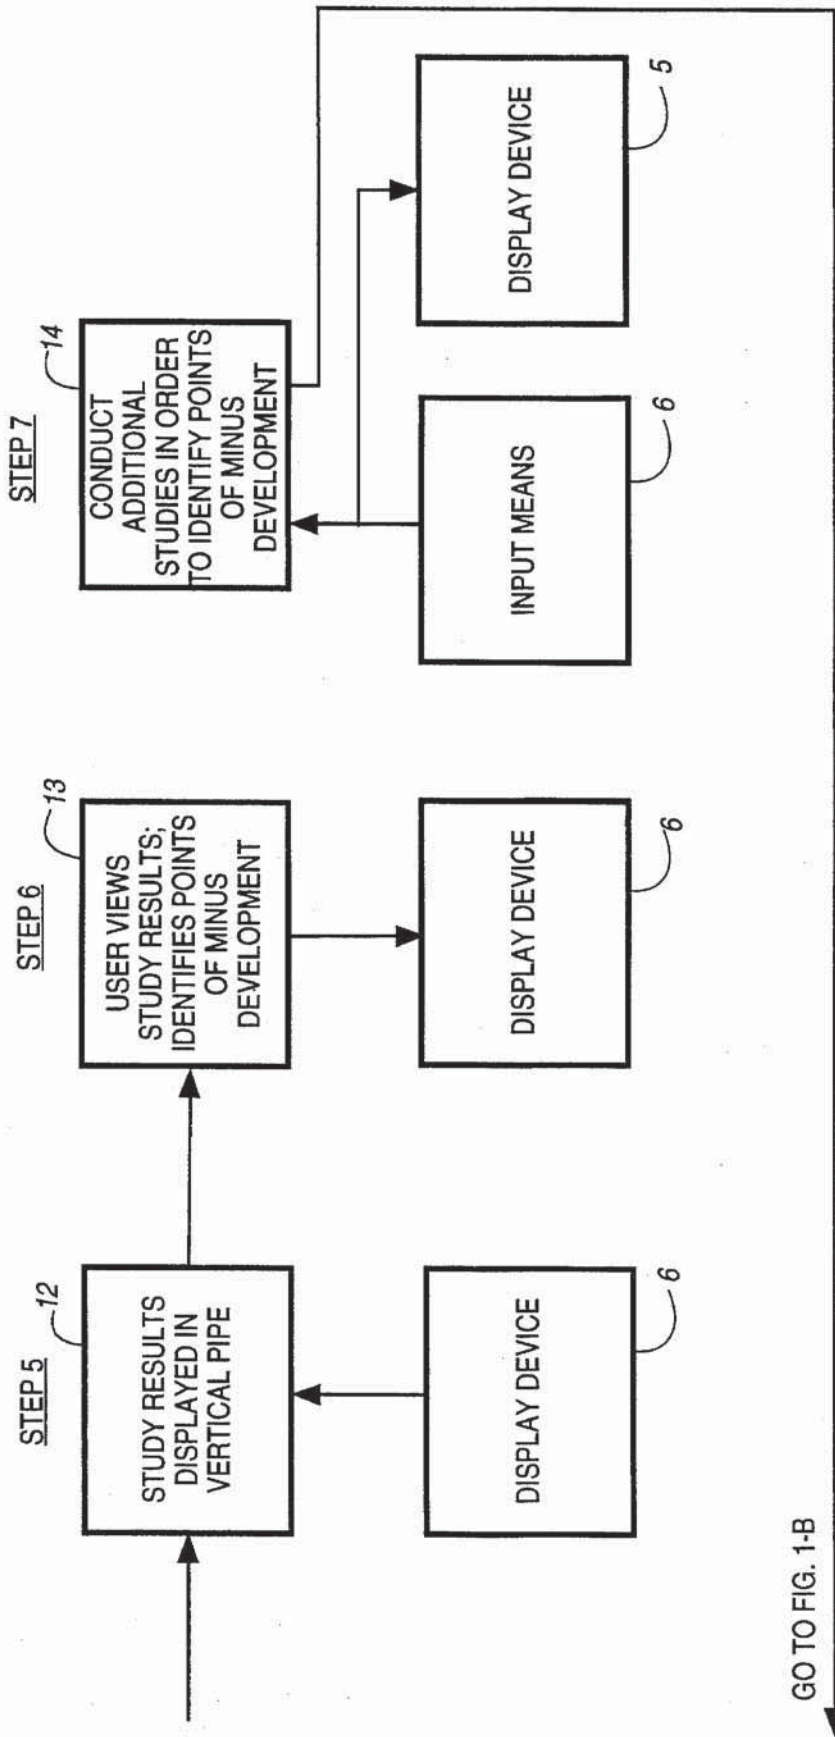 STEP 5
12
STUDY RESULTS
DISPLAYED IN
VERTICAL PIPE
DISPLAY DEVICE
6
STEP 6
13
USER VIEWS
STUDY RESULTS;
IDENTIFIES POINTS
OF MINUS
DEVELOPMENT
DISPLAY DEVICE
6
STEP 7
14
CONDUCT
ADDITIONAL
STUDIES IN ORDER
TO IDENTIFY POINTS
OF MINUS
DEVELOPMENT
INPUT MEANS
6
DISPLAY DEVICE
5
GO TO FIG. 1-B